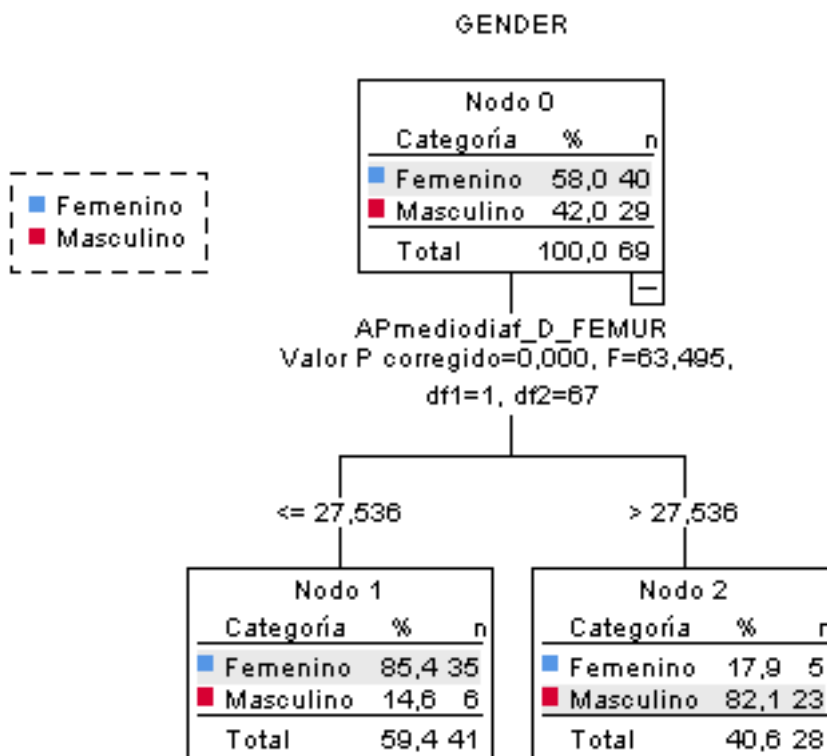 GENDER
Nodo 0
Categoría % n
Femenino 58,0 40
Masculino 42,0 29
Total 100,0 69
Femenino
Masculino
APmediodiaf_D_FEMUR
Valor P corregido=0,000, F=63,495,
df1=1, df2=67
<= 27,536
> 27,536
Nodo 1
Categoría % n
Femenino 85,4 35
Masculino 14,6 6
Total 59,4 41
Nodo 2
Categoría % n
Femenino 17,9 5
Masculino 82,1 23
Total 40,6 28